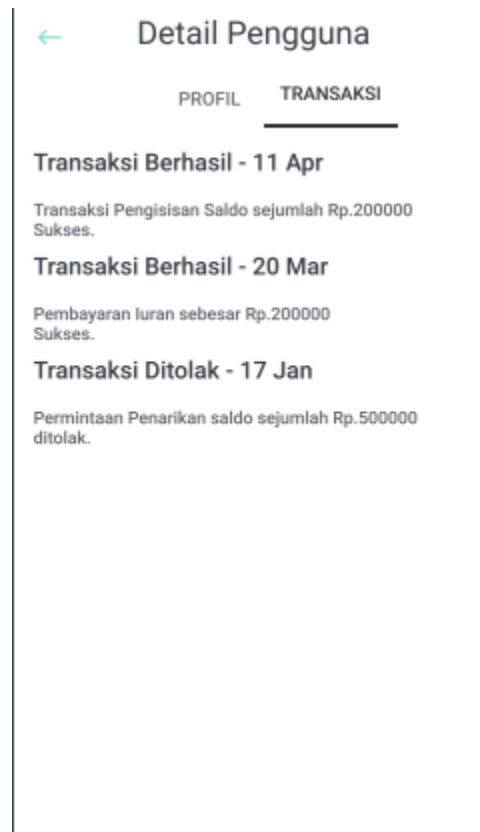 Detail Pengguna
PROFIL TRANSAKSI
Transaksi Berhasil - 11 Apr
Transaksi Pengisisan Saldo sejumlah Rp.200000
Sukses.
Transaksi Berhasil - 20 Mar
Pembayaran Iuran sebesar Rp.200000
Sukses.
Transaksi Ditolak - 17 Jan
Permintaan Penarikan saldo sejumlah Rp.500000
ditolak.